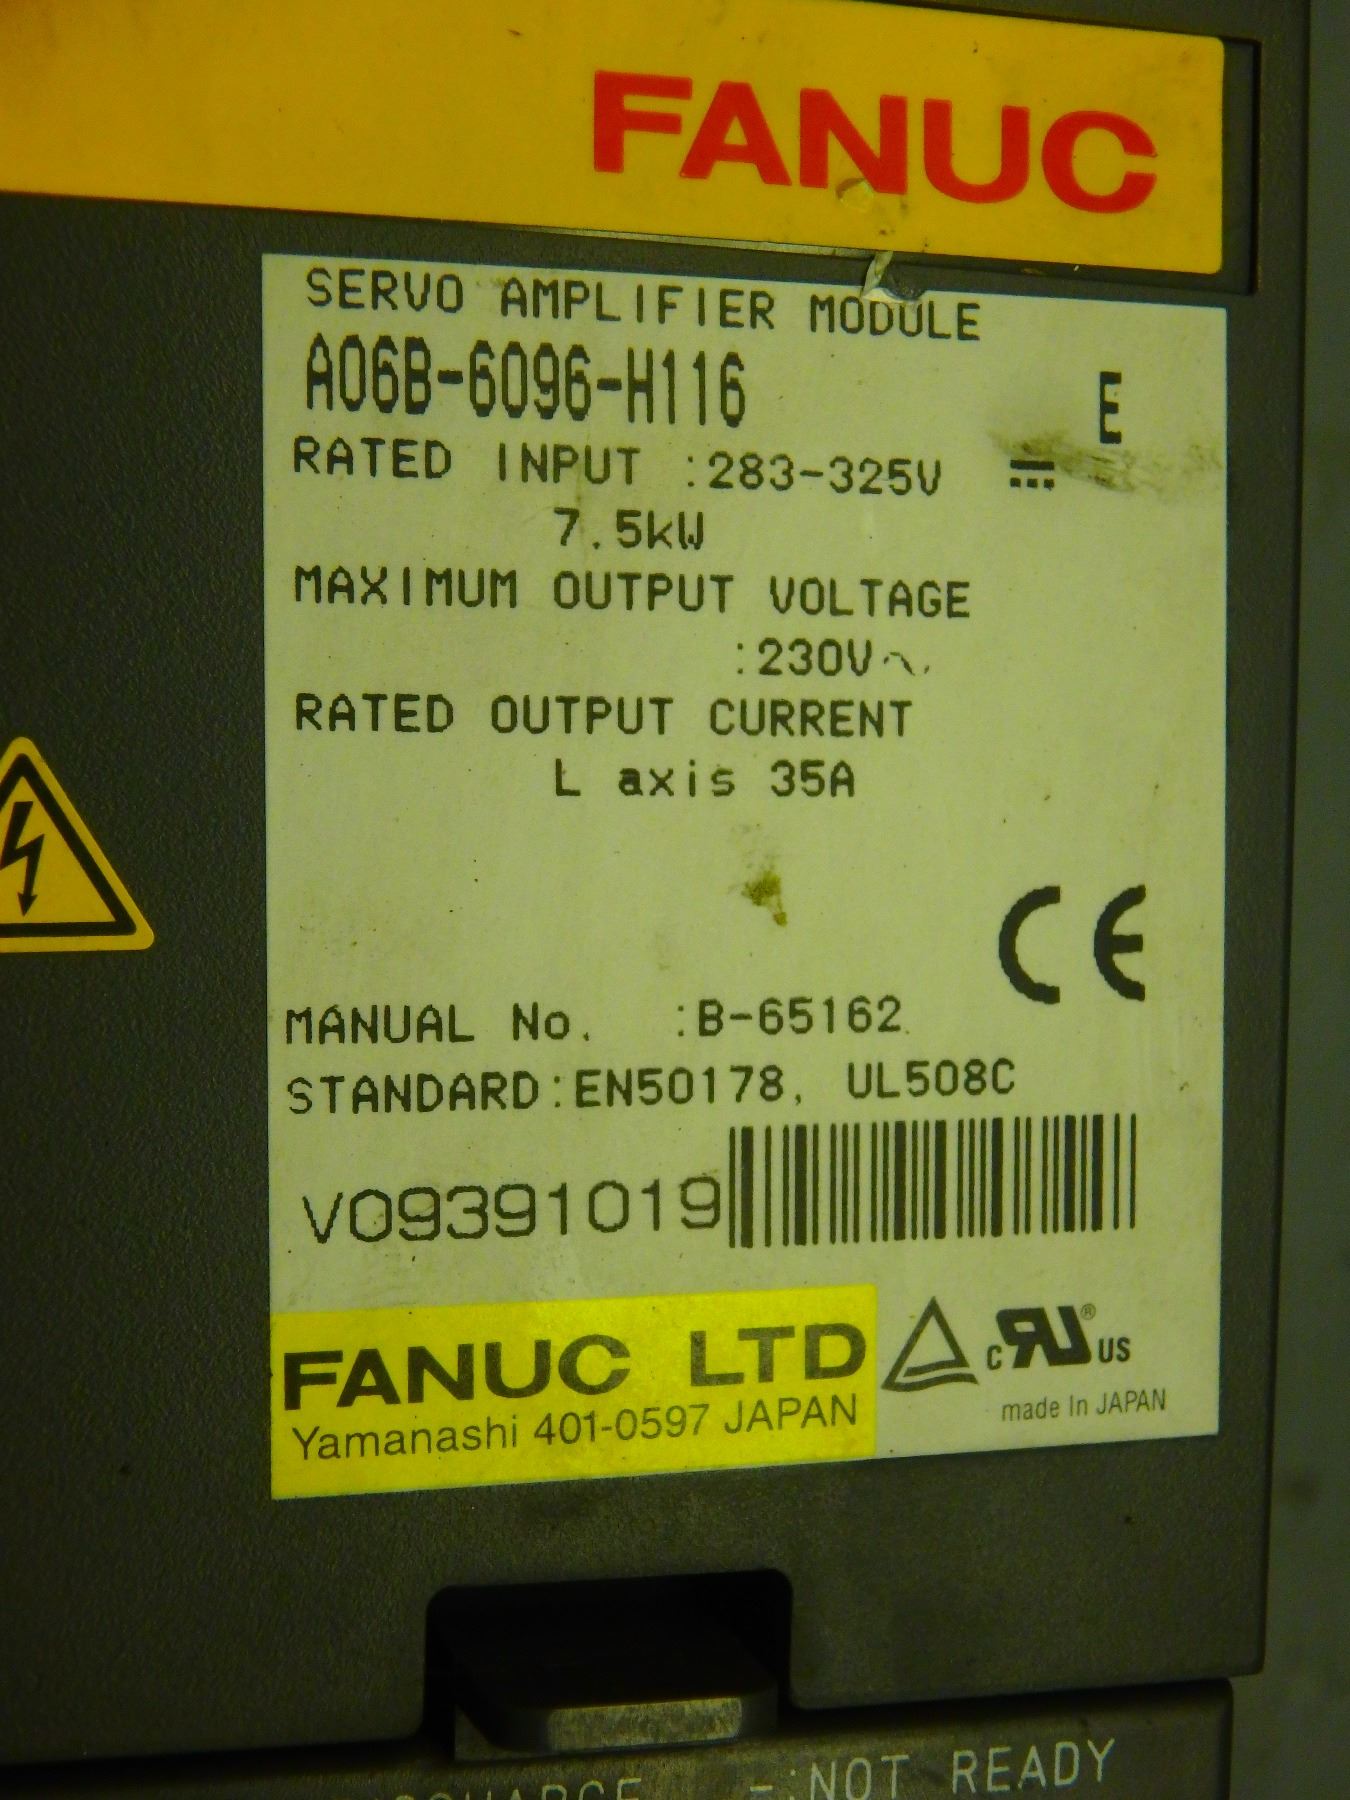 FANUC
SERVO AMPLIFIER MODULE
A06B-6096-H116
E
RATED INPUT :283-325V ⎓
7.5kW
MAXIMUM OUTPUT VOLTAGE
:230V~
RATED OUTPUT CURRENT
L axis 35A
CE
MANUAL No. :B-65162
STANDARD:EN50178, UL508C
V09391019
FANUC LTD
Yamanashi 401-0597 JAPAN
c RU ® US
made In JAPAN
-:NOT READY